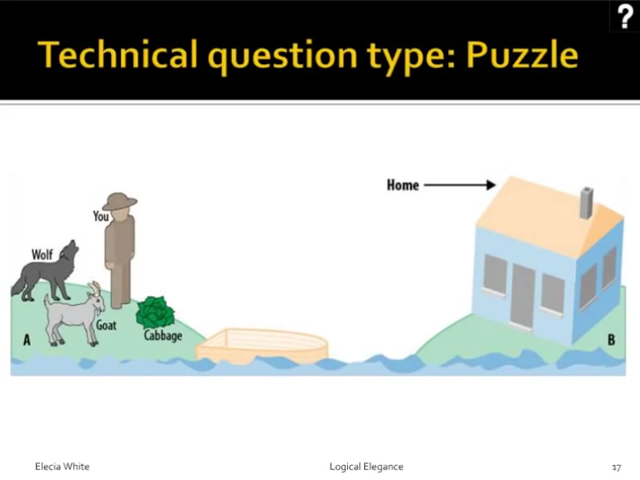 ?
Technical question type: Puzzle
Home
You
Wolf
Goat
Cabbage
A
B
Elecia White
Logical Elegance
17